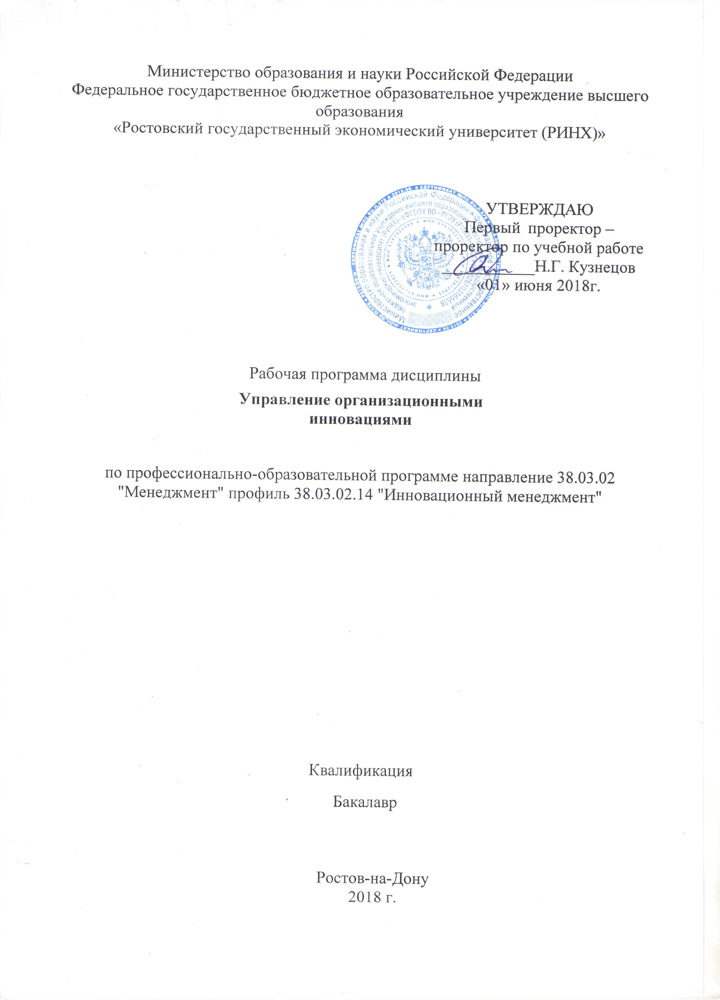 Министерство образования и науки Российской Федерации
Федеральное государственное бюджетное образовательное учреждение высшего
образования
«Ростовский государственный экономический университет (РИНХ)»
УТВЕРЖДАЮ
Первый проректор –
проректор по учебной работе
Н.Г. Кузнецов
«01» июня 2018г.
Рабочая программа дисциплины
Управление организационными
инновациями
по профессионально-образовательной программе направление 38.03.02
"Менеджмент" профиль 38.03.02.14 "Инновационный менеджмент"
Квалификация
Бакалавр
Ростов-на-Дону
2018 г.